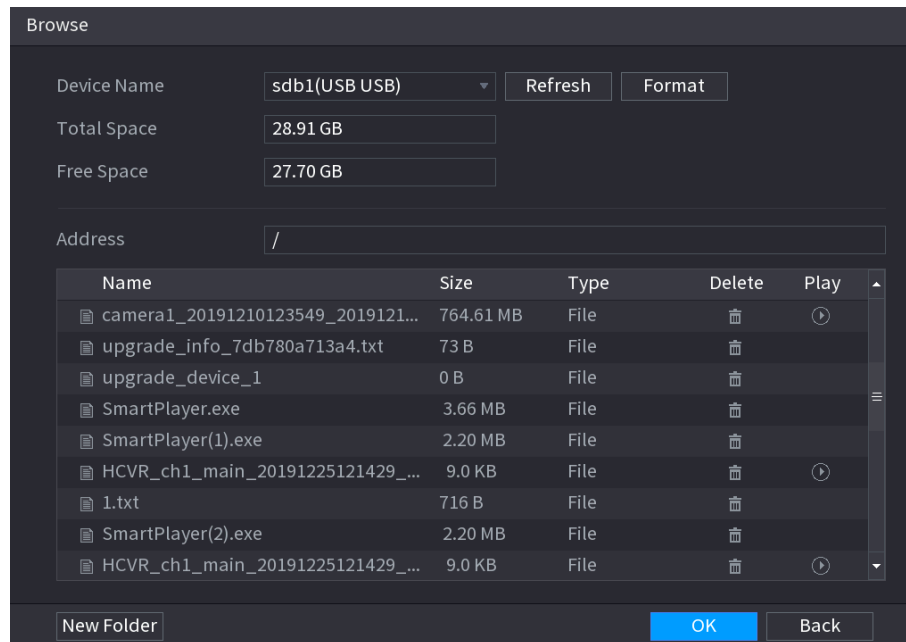 Browse
Device Name sdb1(USB USB) Refresh Format
Total Space 28.91 GB
Free Space 27.70 GB
Address /
Name Size Type Delete Play
camera1_20191210123549_2019121... 764.61 MB File
upgrade_info_7db780a713a4.txt 73 B File
upgrade_device_1 0 B File
SmartPlayer.exe 3.66 MB File
SmartPlayer(1).exe 2.20 MB File
HCVR_ch1_main_20191225121429_... 9.0 KB File
1.txt 716 B File
SmartPlayer(2).exe 2.20 MB File
HCVR_ch1_main_20191225121429_... 9.0 KB File
New Folder OK Back